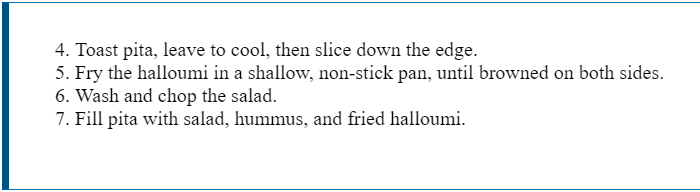 4. Toast pita, leave to cool, then slice down the edge.
5. Fry the halloumi in a shallow, non-stick pan, until browned on both sides.
6. Wash and chop the salad.
7. Fill pita with salad, hummus, and fried halloumi.